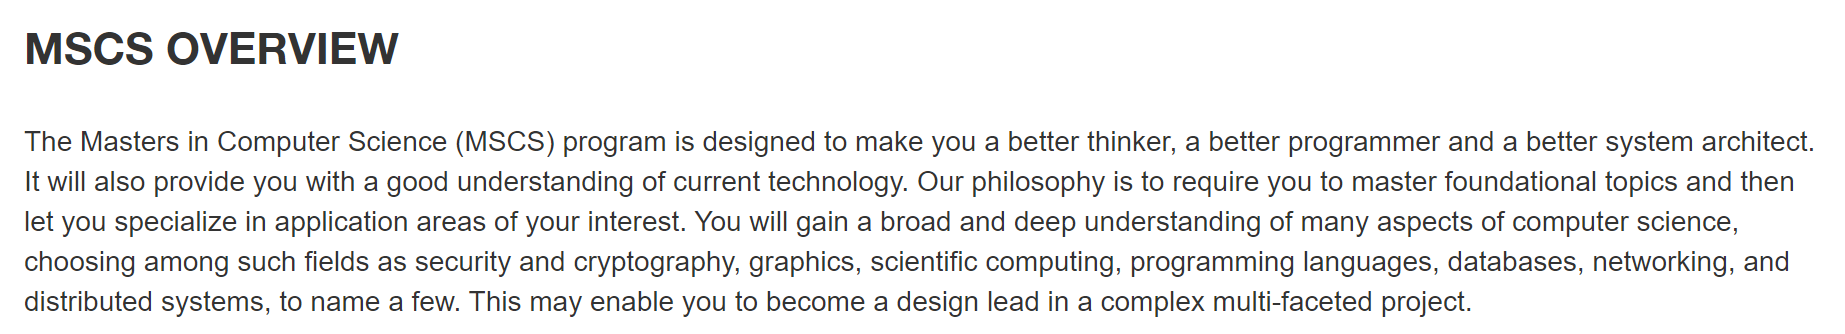 MSCS OVERVIEW
The Masters in Computer Science (MSCS) program is designed to make you a better thinker, a better programmer and a better system architect.
It will also provide you with a good understanding of current technology. Our philosophy is to require you to master foundational topics and then
let you specialize in application areas of your interest. You will gain a broad and deep understanding of many aspects of computer science,
choosing among such fields as security and cryptography, graphics, scientific computing, programming languages, databases, networking, and
distributed systems, to name a few. This may enable you to become a design lead in a complex multi-faceted project.